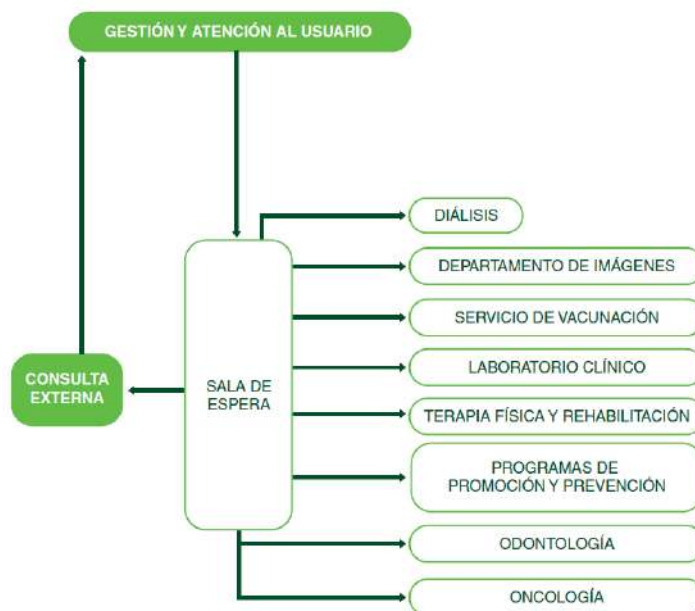 GESTIÓN Y ATENCIÓN AL USUARIO
DIÁLISIS
DEPARTAMENTO DE IMÁGENES
SERVICIO DE VACUNACIÓN
LABORATORIO CLÍNICO
CONSULTA
EXTERNA
SALA DE
ESPERA
TERAPIA FÍSICA Y REHABILITACIÓN
PROGRAMAS DE
PROMOCIÓN Y PREVENCIÓN
ODONTOLOGÍA
ONCOLOGÍA